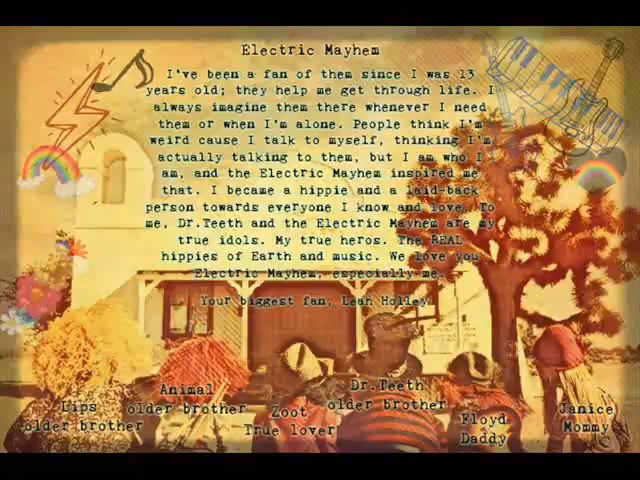 Electric Mayhem
I've been a fan of them since I was 13
years old; they help me get through life. I
always imagine them there whenever I need
them or when I'm alone. People think I'm
weird cause I talk to myself, thinking I'm
actually talking to them, but I am who I
am, and the Electric Mayhem inspired me
that. I became a hippie and a laid-back
person towards everyone I know and love. To
me, Dr.Teeth and the Electric Mayhem are my
true idols. My true heros. The REAL
hippies of Earth and music. We love you
Electric Mayhem, especially me.
Your biggest fan, Leah Holley
Lips
older brother
Animal
older brother
Zoot
True lover
Dr.Teeth
older brother
Floyd
Daddy
Janice
Mommy